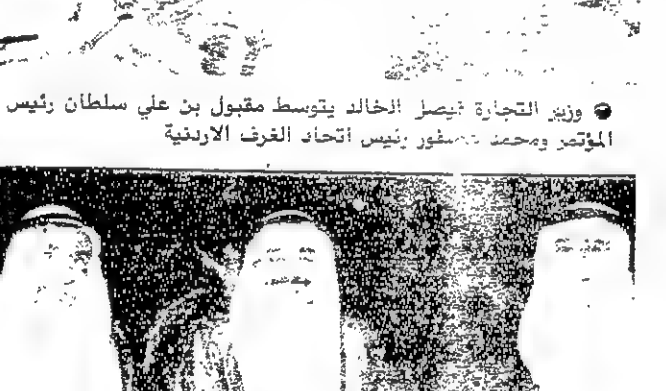 وزير التجارة فيصل الخالد يتوسط مقبول بن علي سلطان رئيس
المؤتمر ومحمد عصفور رئيس اتحاد الغرف الاردنية